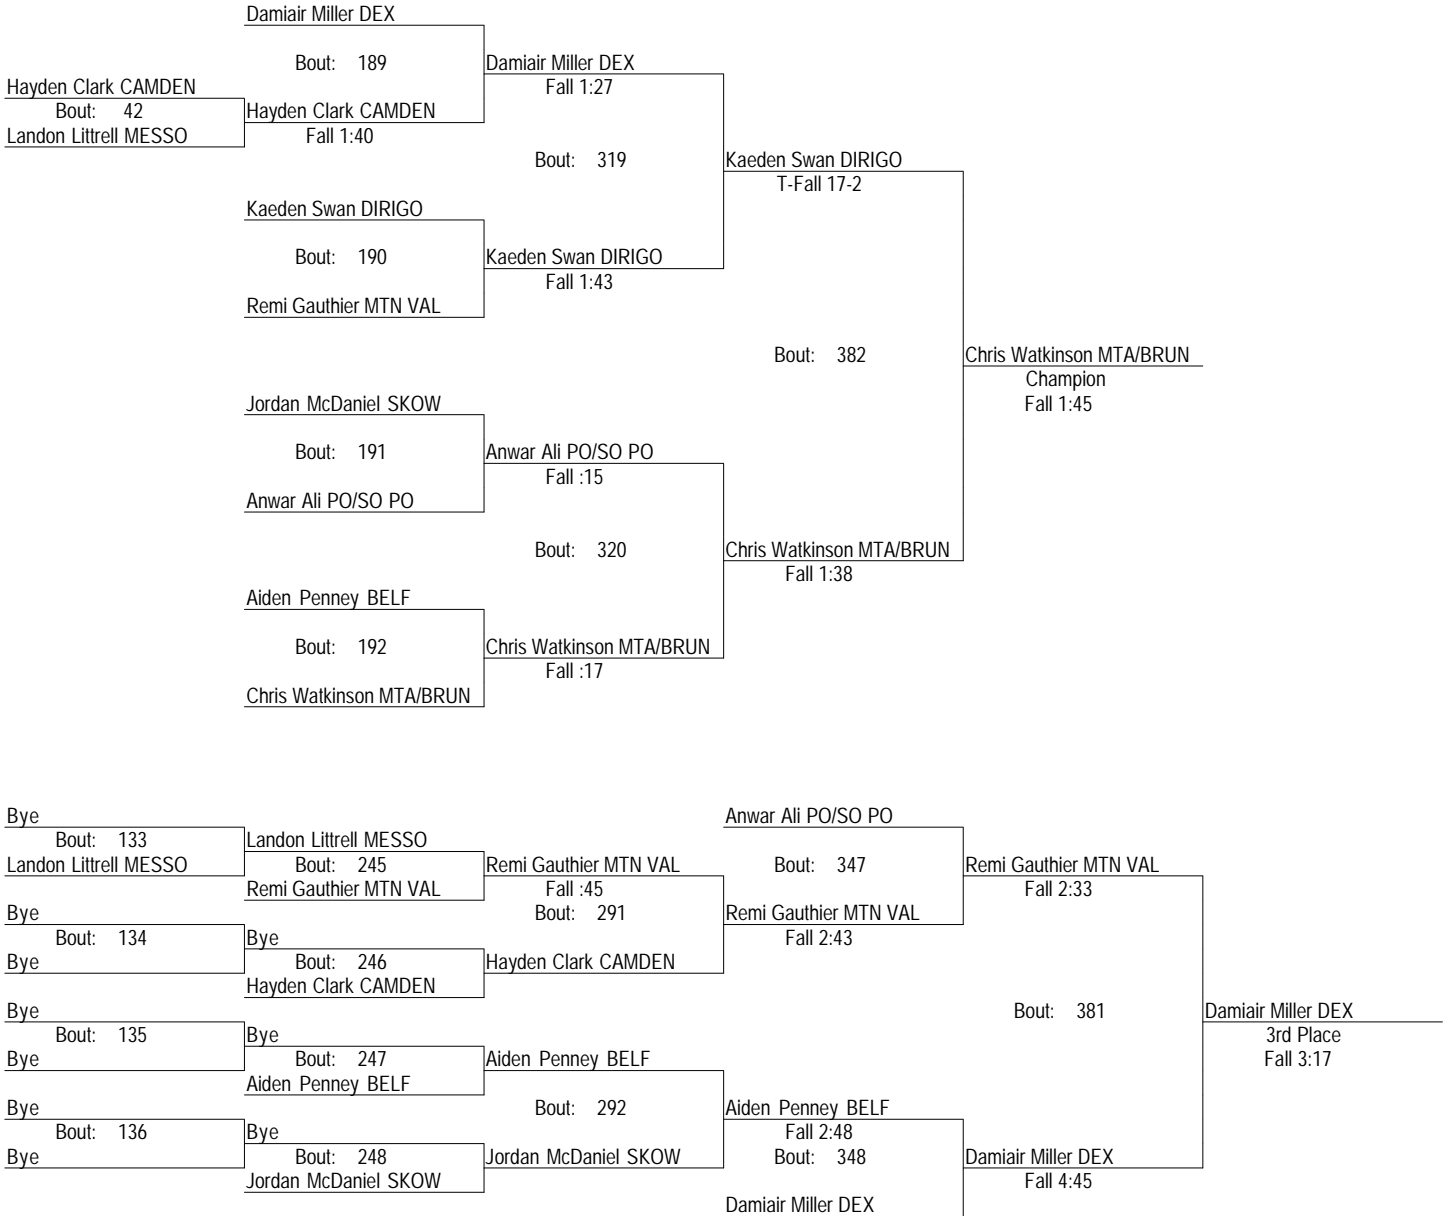 Damiair Miller DEX
Bout: 189
Damiair Miller DEX
Fall 1:27
Hayden Clark CAMDEN
Bout: 42
Hayden Clark CAMDEN
Landon Littrell MESSO
Fall 1:40
Bout: 319
Kaeden Swan DIRIGO
T-Fall 17-2
Kaeden Swan DIRIGO
Bout: 190
Kaeden Swan DIRIGO
Fall 1:43
Remi Gauthier MTN VAL
Bout: 382
Chris Watkinson MTA/BRUN
Champion
Fall 1:45
Jordan McDaniel SKOW
Bout: 191
Anwar Ali PO/SO PO
Fall :15
Anwar Ali PO/SO PO
Bout: 320
Chris Watkinson MTA/BRUN
Fall 1:38
Aiden Penney BELF
Bout: 192
Chris Watkinson MTA/BRUN
Fall :17
Chris Watkinson MTA/BRUN
Bye
Anwar Ali PO/SO PO
Bout: 133
Landon Littrell MESSO
Landon Littrell MESSO
Bout: 245
Remi Gauthier MTN VAL
Bout: 347
Remi Gauthier MTN VAL
Remi Gauthier MTN VAL
Fall :45
Fall 2:33
Bye
Bout: 291
Remi Gauthier MTN VAL
Bout: 134
Bye
Fall 2:43
Bye
Bout: 246
Hayden Clark CAMDEN
Hayden Clark CAMDEN
Bye
Bout: 381
Damiair Miller DEX
Bout: 135
Bye
3rd Place
Bye
Bout: 247
Aiden Penney BELF
Fall 3:17
Aiden Penney BELF
Bye
Bout: 292
Aiden Penney BELF
Bout: 136
Bye
Fall 2:48
Bye
Bout: 248
Jordan McDaniel SKOW
Bout: 348
Damiair Miller DEX
Jordan McDaniel SKOW
Fall 4:45
Damiair Miller DEX